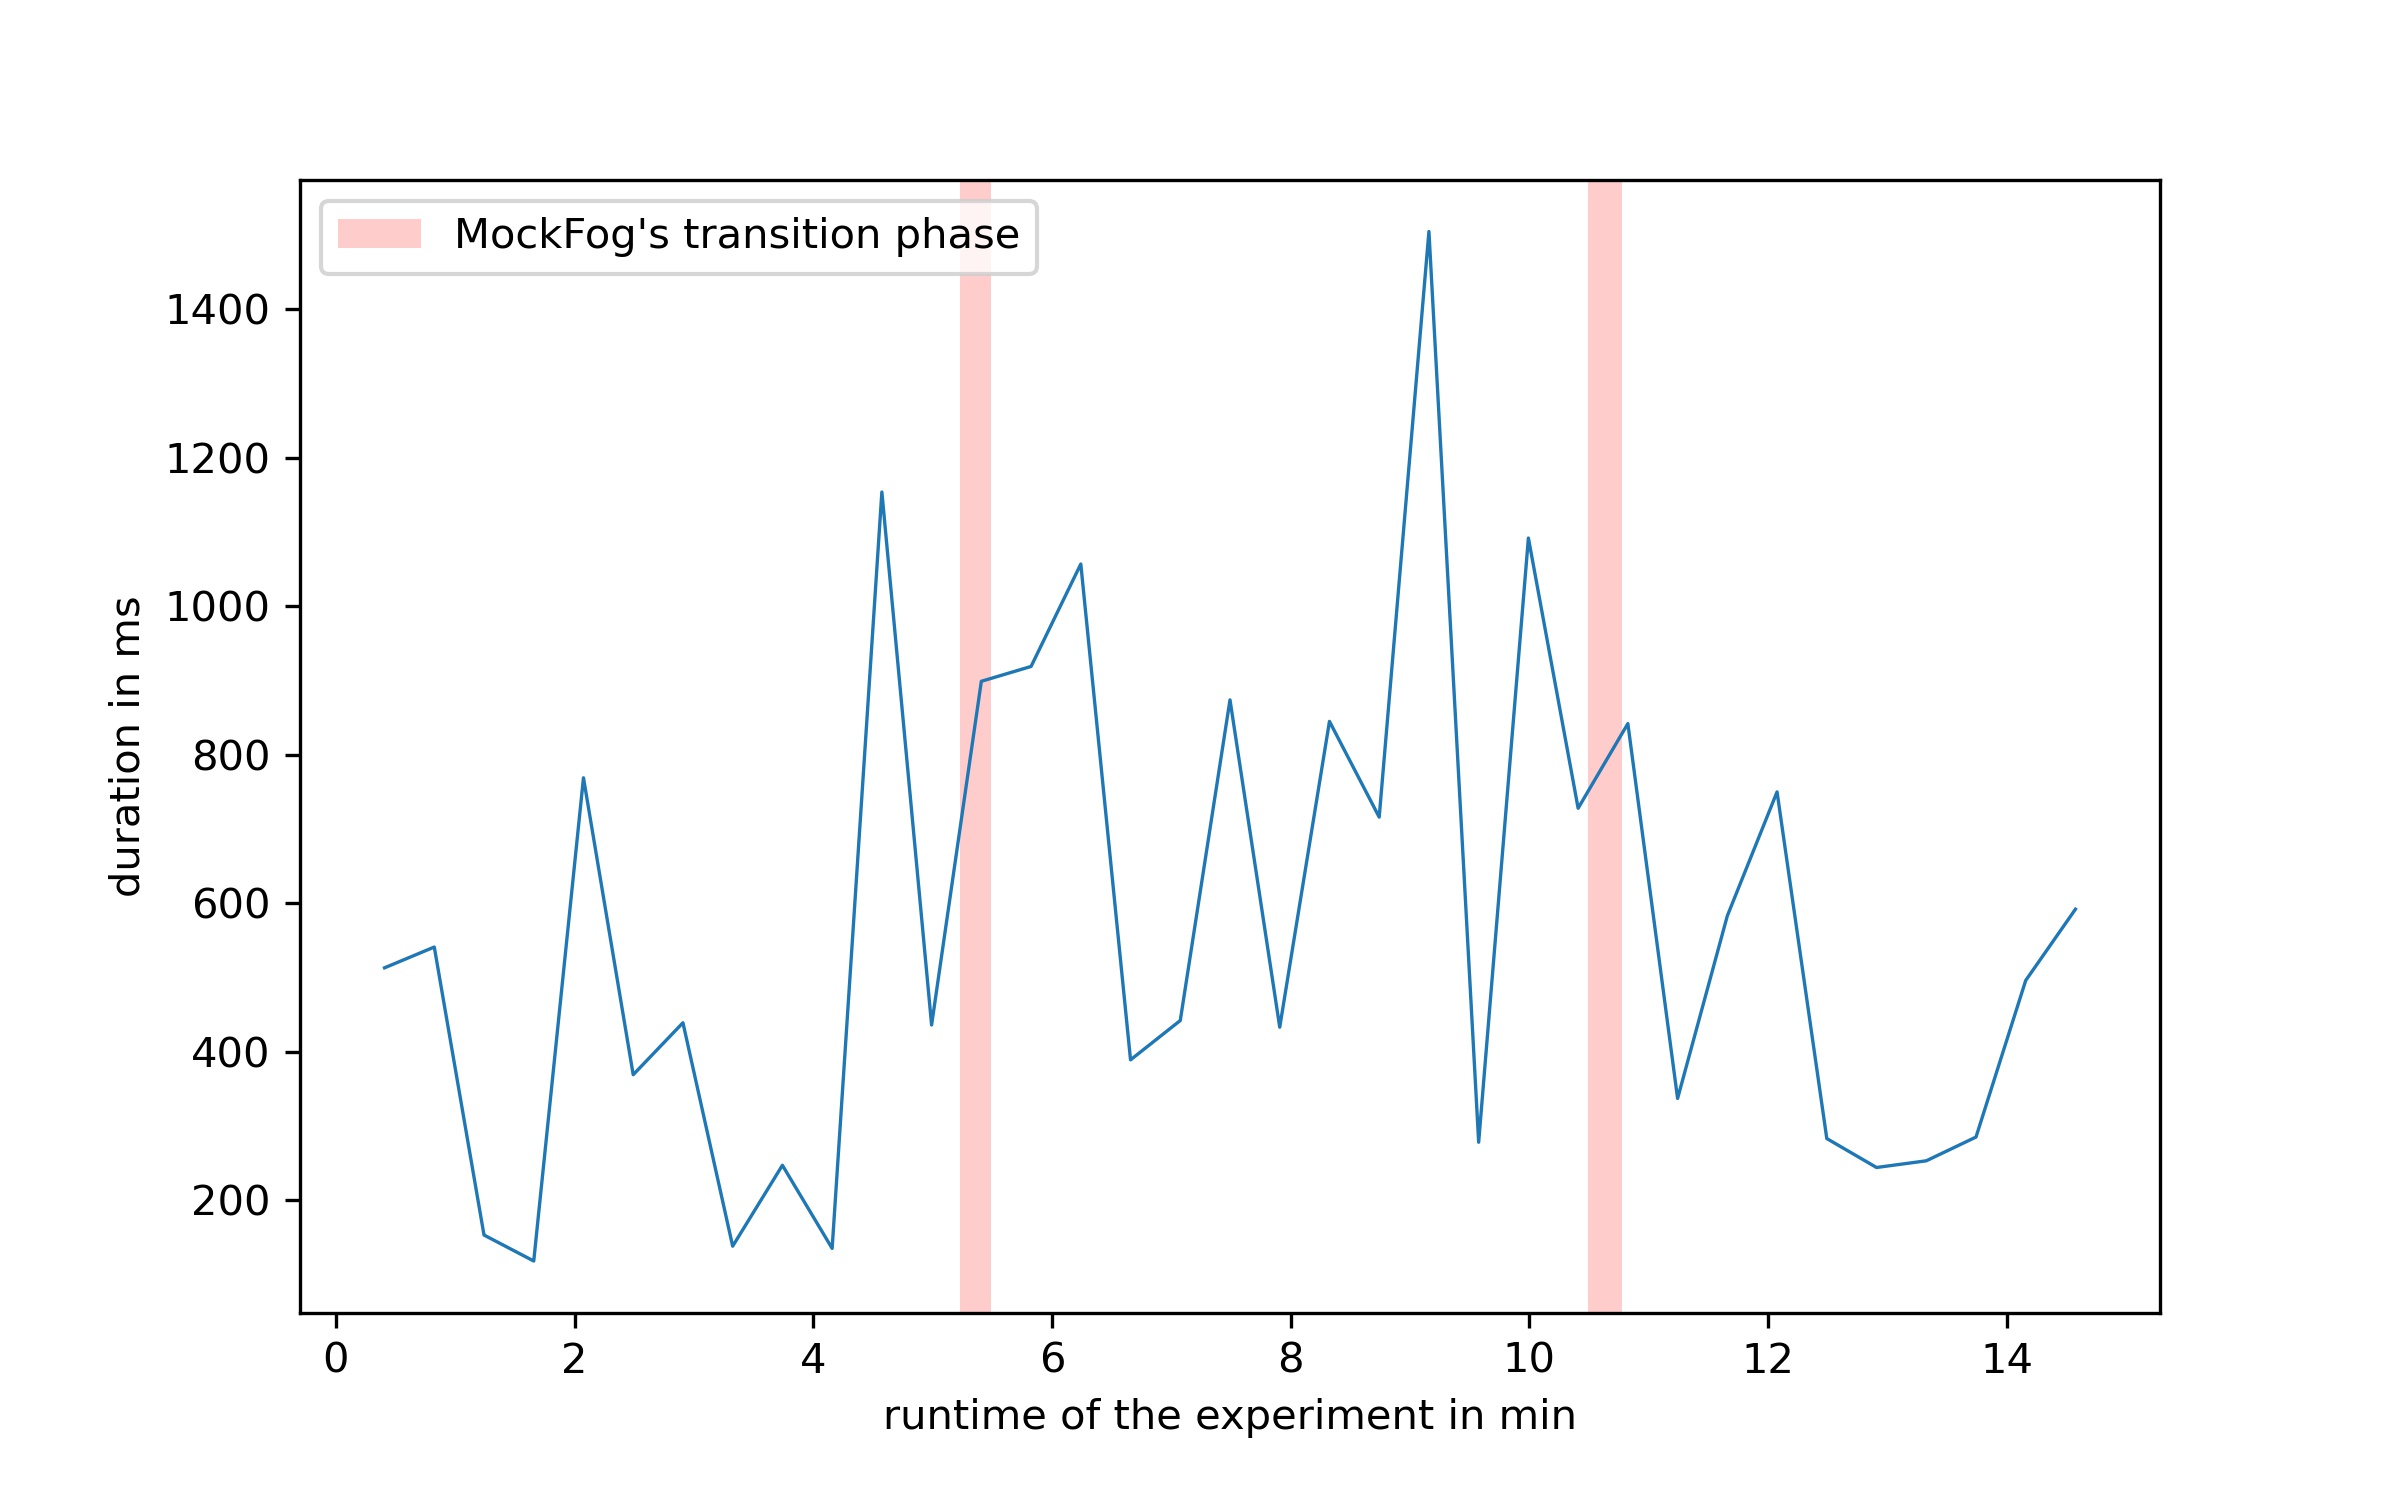 MockFog's transition phase
1400
1200
1000
800
600
400
200
duration in ms
0 2 4 6 8 10 12 14
runtime of the experiment in min